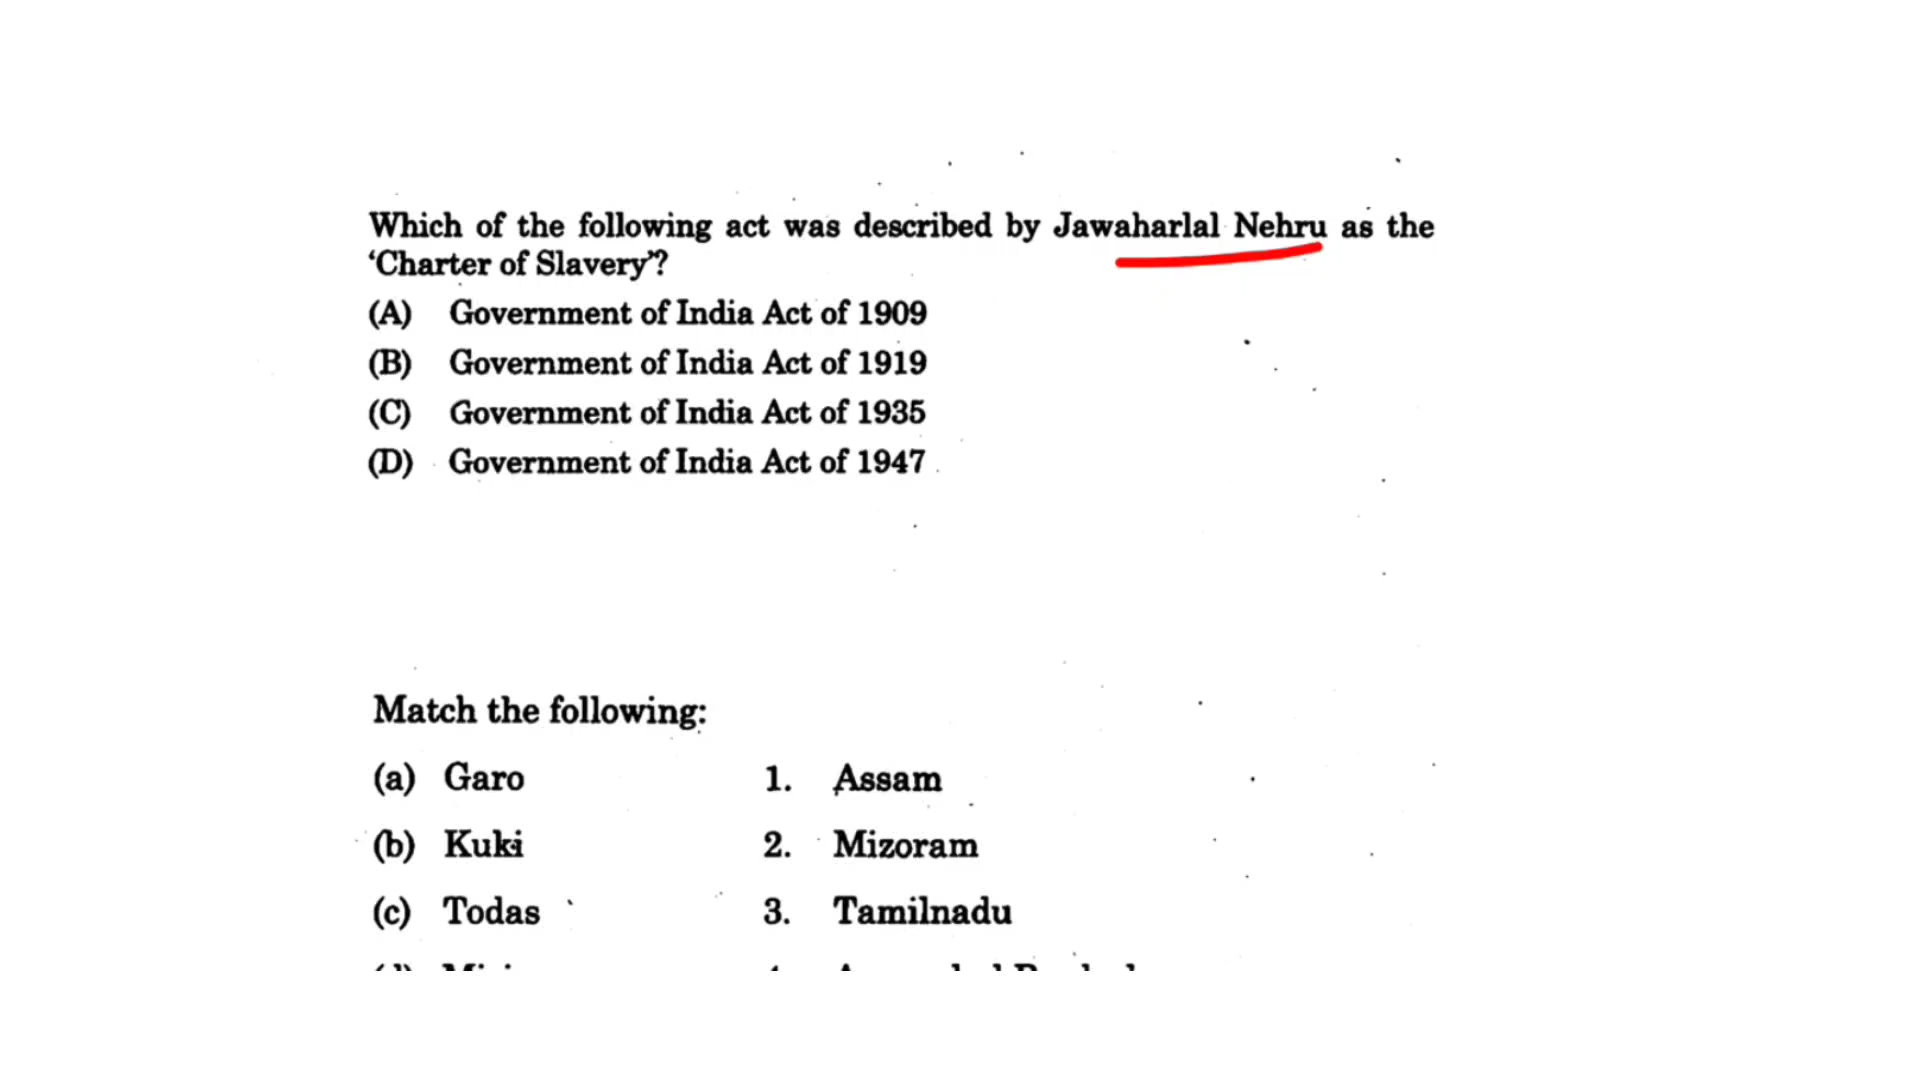 Which of the following act was described by Jawaharlal Nehru as the
‘Charter of Slavery’?
(A) Government of India Act of 1909
(B) Government of India Act of 1919
(C) Government of India Act of 1935
(D) Government of India Act of 1947
Match the following:
(a) Garo 1. Assam
(b) Kuki 2. Mizoram
(c) Todas 3. Tamilnadu